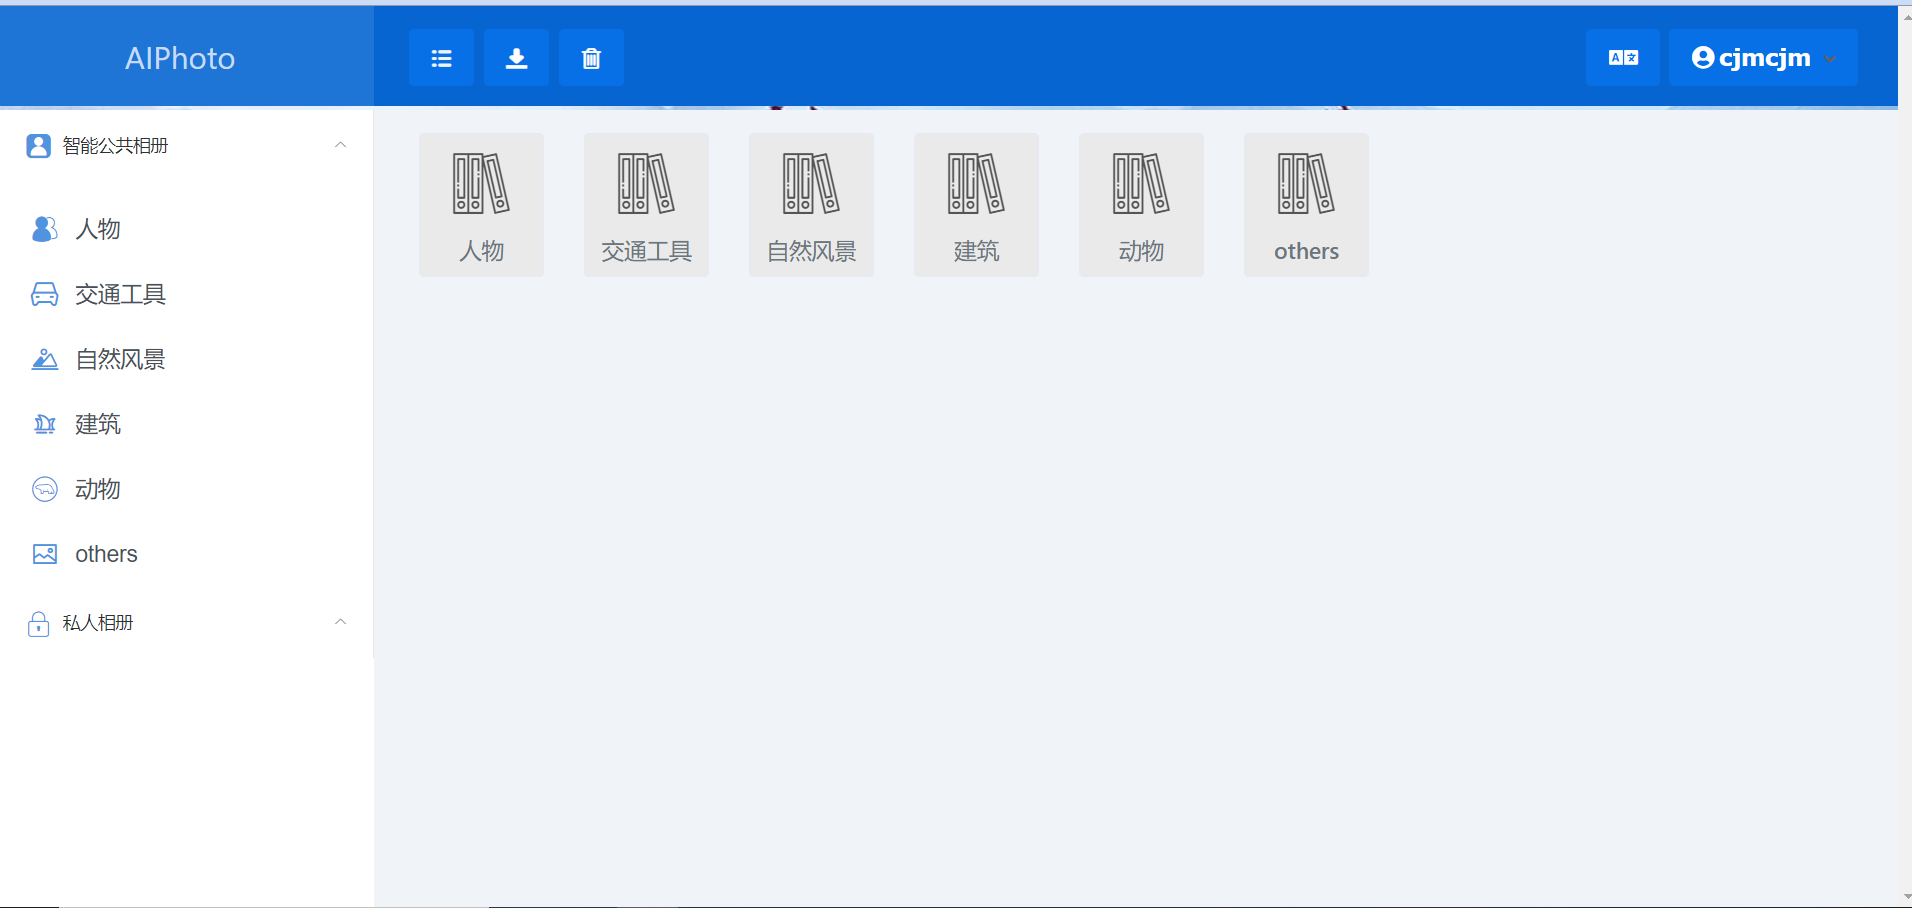 AIPhoto
A 文
cjmcjm
智能公共相册
人物
交通工具
自然风景
建筑
动物
others
私人相册
人物
交通工具
自然风景
建筑
动物
others